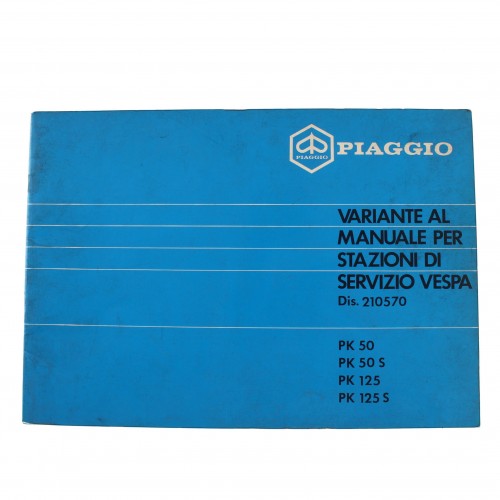 PIAGGIO
PIAGGIO
VARIANTE AL
MANUALE PER
STAZIONI DI
SERVIZIO VESPA
Dis. 210570
PK 50
PK 50 S
PK 125
PK 125 S